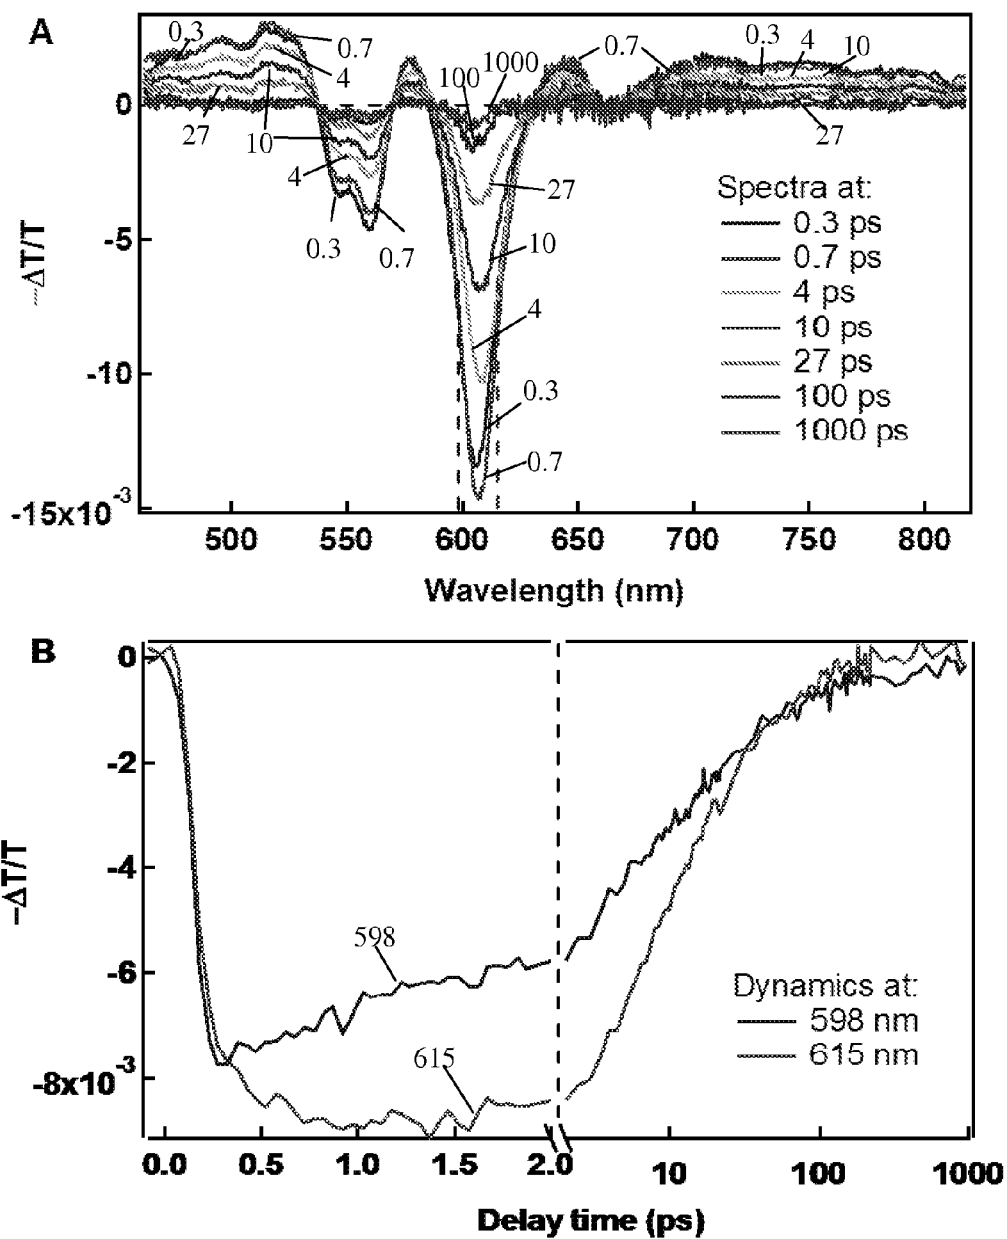 A
0.3
0.7
4
10
27
0
100
1000
0.7
0.3
4
10
27
10
4
0.3
0.7
27
10
4
0.3
0.7
-5
-10
-15x10-3
–ΔT/T
Spectra at:
0.3 ps
0.7 ps
4 ps
10 ps
27 ps
100 ps
1000 ps
500 550 600 650 700 750 800
Wavelength (nm)
B
0
-2
-4
-6
-8x10-3
–ΔT/T
598
615
Dynamics at:
598 nm
615 nm
0.0 0.5 1.0 1.5 2.0 10 100 1000
Delay time (ps)